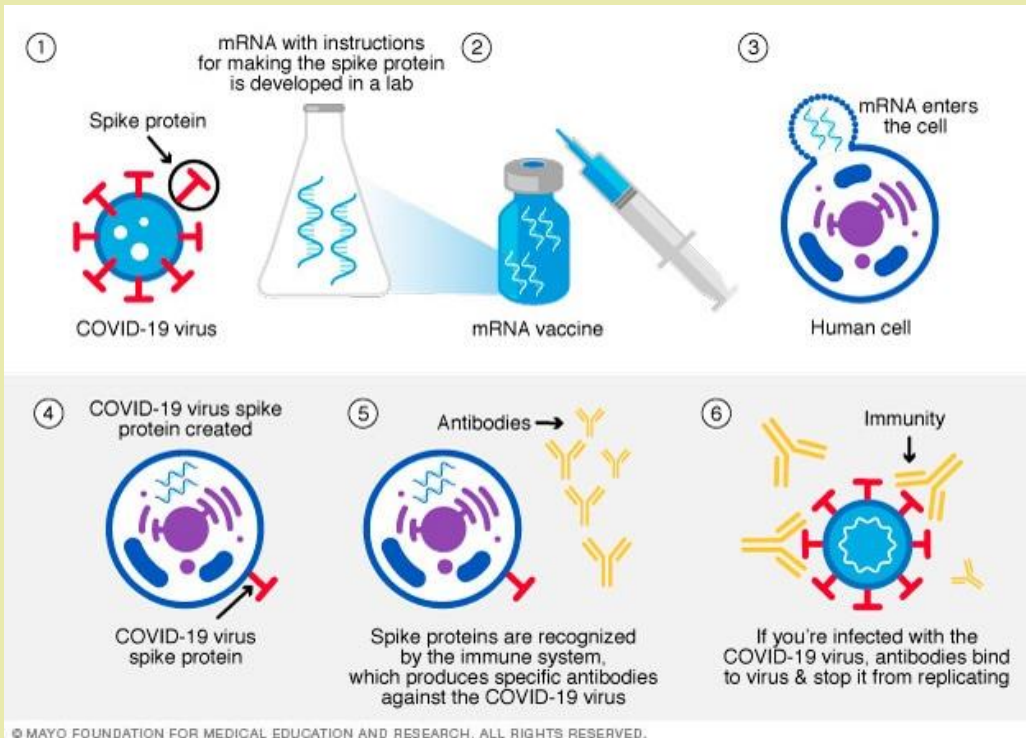 ①
mRNA with instructions
for making the spike protein
is developed in a lab
Spike protein
COVID-19 virus
②
mRNA vaccine
③
mRNA enters
the cell
Human cell
④
COVID-19 virus spike
protein created
COVID-19 virus
spike protein
⑤
Antibodies
Spike proteins are recognized
by the immune system,
which produces specific antibodies
against the COVID-19 virus
⑥
Immunity
If you're infected with the
COVID-19 virus, antibodies bind
to virus & stop it from replicating
© MAYO FOUNDATION FOR MEDICAL EDUCATION AND RESEARCH. ALL RIGHTS RESERVED.